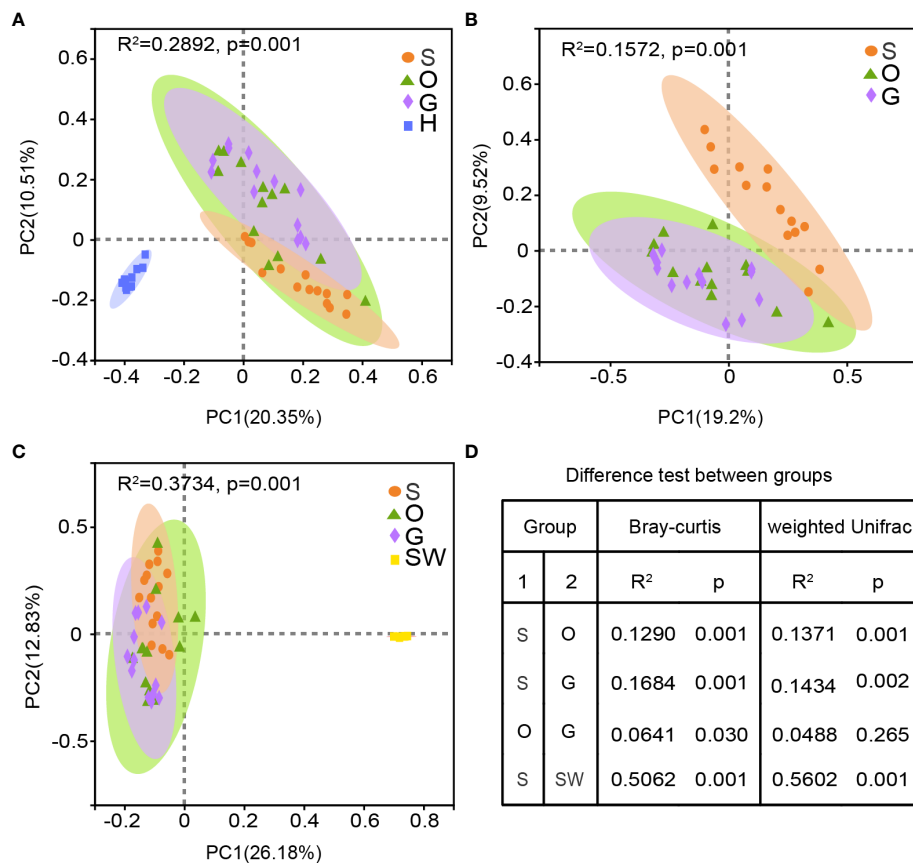 A
R²=0.2892, p=0.001
S
O
G
H
0.6
0.4
0.2
0
-0.2
-0.4
PC2(10.51%)
-0.4
-0.2
0
0.2
0.4
0.6
PC1(20.35%)
B
R²=0.1572, p=0.001
S
O
G
0.6
0.4
0.2
0
-0.2
-0.4
PC2(9.52%)
-0.5
0
0.5
PC1(19.2%)
C
R²=0.3734, p=0.001
S
O
G
SW
0.5
0
-0.5
PC2(12.83%)
-0.2
0
0.2
0.4
0.6
0.8
PC1(26.18%)
D
Difference test between groups
Group Bray-curtis weighted Unifrac
1 2 R² p R² p
S O 0.1290 0.001 0.1371 0.001
S G 0.1684 0.001 0.1434 0.002
O G 0.0641 0.030 0.0488 0.265
S SW 0.5062 0.001 0.5602 0.001